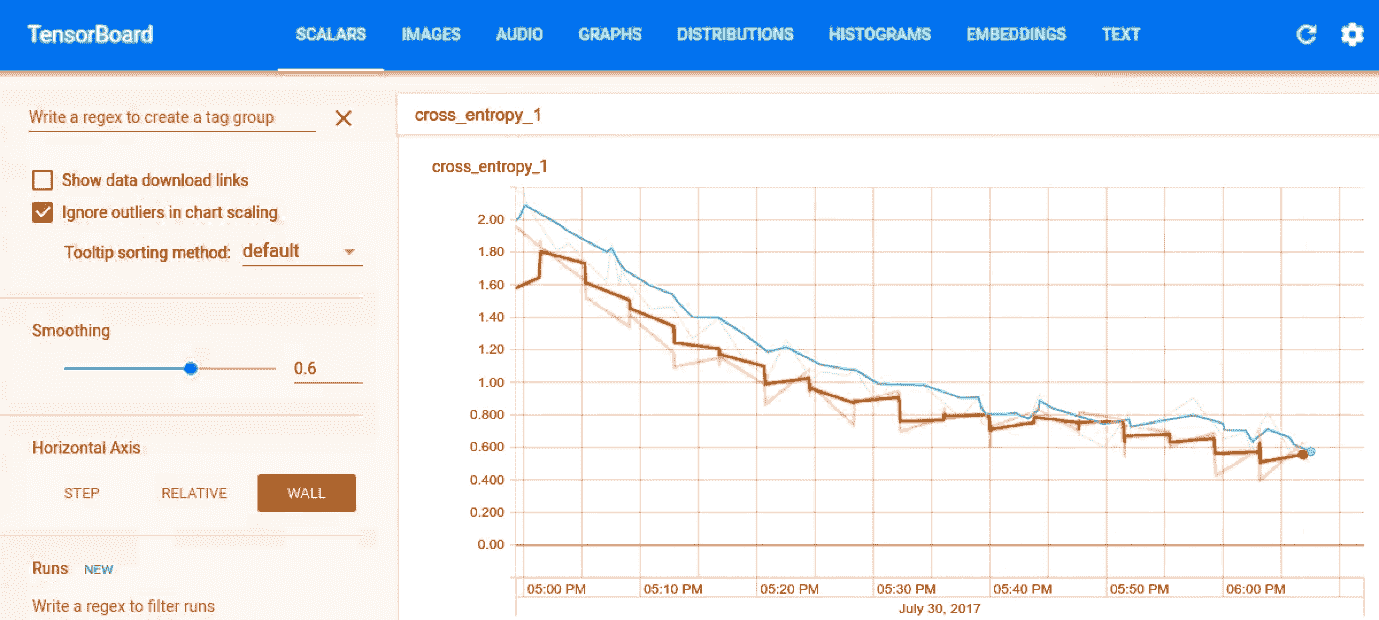 TensorBoard SCALARS IMAGES AUDIO GRAPHS DISTRIBUTIONS HISTOGRAMS EMBEDDINGS TEXT
Write a regex to create a tag group
Show data download links
Ignore outliers in chart scaling
Tooltip sorting method: default
Smoothing
0.6
Horizontal Axis
STEP RELATIVE WALL
Runs NEW
Write a regex to filter runs
cross_entropy_1
cross_entropy_1
2.00
1.80
1.60
1.40
1.20
1.00
0.800
0.600
0.400
0.200
0.00
05:00 PM 05:10 PM 05:20 PM 05:30 PM 05:40 PM 05:50 PM 06:00 PM
July 30, 2017